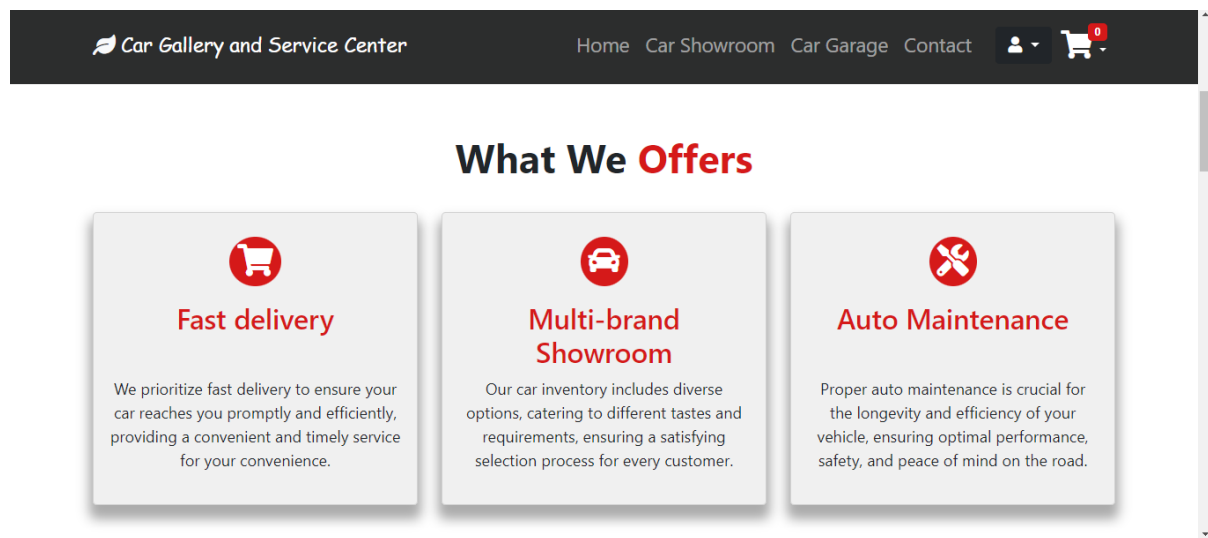 Car Gallery and Service Center
Home Car Showroom Car Garage Contact
0
What We Offers
Fast delivery
We prioritize fast delivery to ensure your
car reaches you promptly and efficiently,
providing a convenient and timely service
for your convenience.
Multi-brand
Showroom
Our car inventory includes diverse
options, catering to different tastes and
requirements, ensuring a satisfying
selection process for every customer.
Auto Maintenance
Proper auto maintenance is crucial for
the longevity and efficiency of your
vehicle, ensuring optimal performance,
safety, and peace of mind on the road.